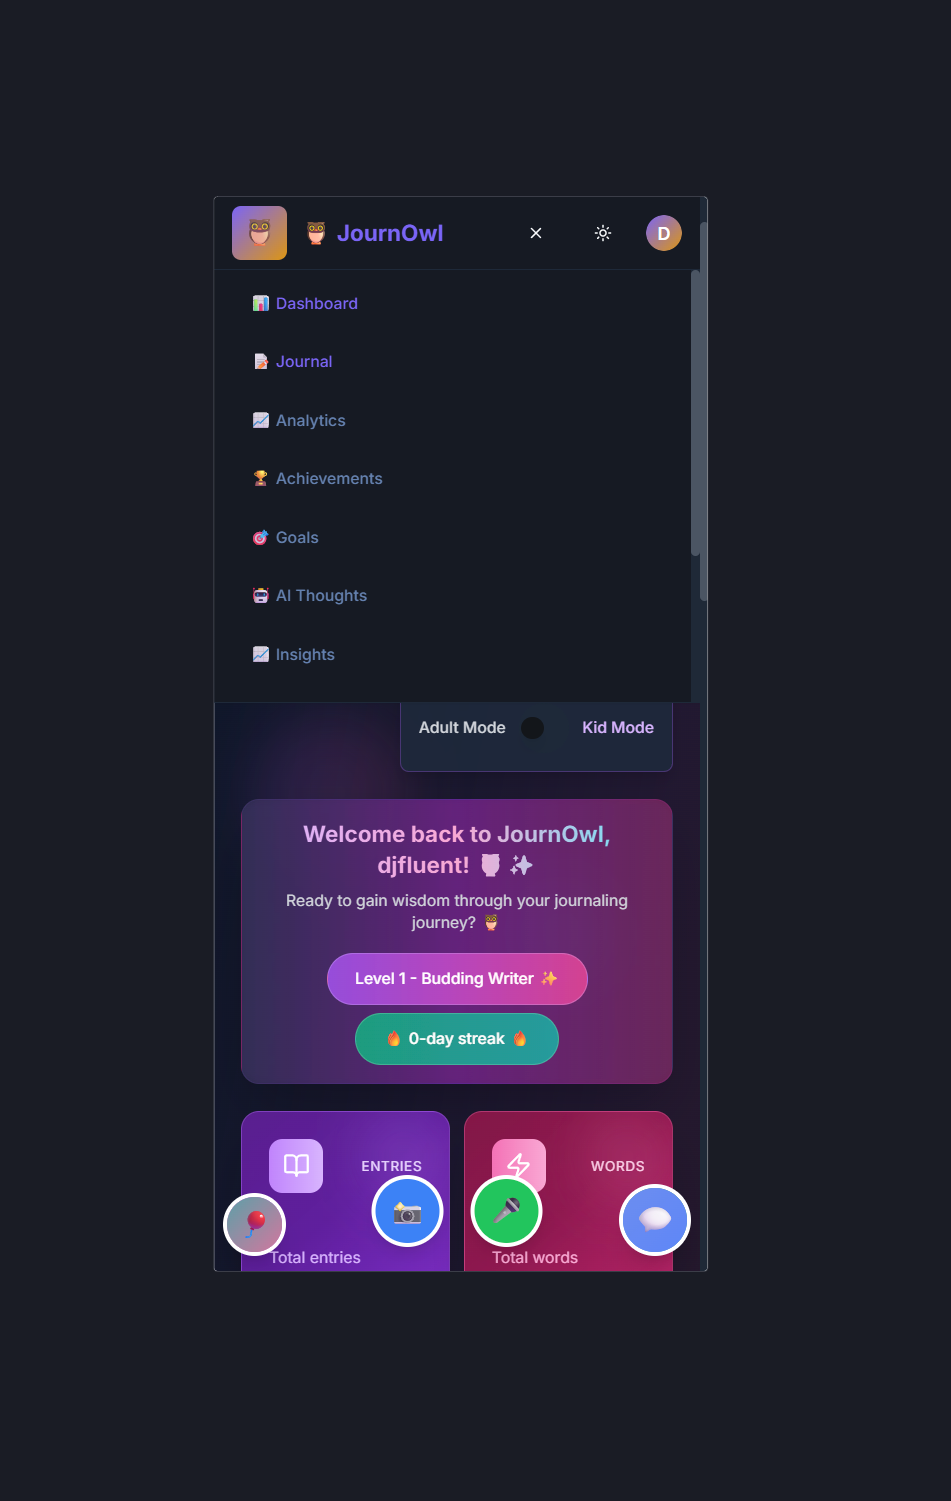 🦉 JournOwl
D
📊 Dashboard
📝 Journal
📈 Analytics
🏆 Achievements
🎯 Goals
🤖 AI Thoughts
📈 Insights
Adult Mode Kid Mode
Welcome back to JournOwl,
djfluent! 🦉 ✨
Ready to gain wisdom through your journaling
journey? 🦉
Level 1 - Budding Writer ✨
🔥 0-day streak 🔥
ENTRIES
Total entries
WORDS
Total words